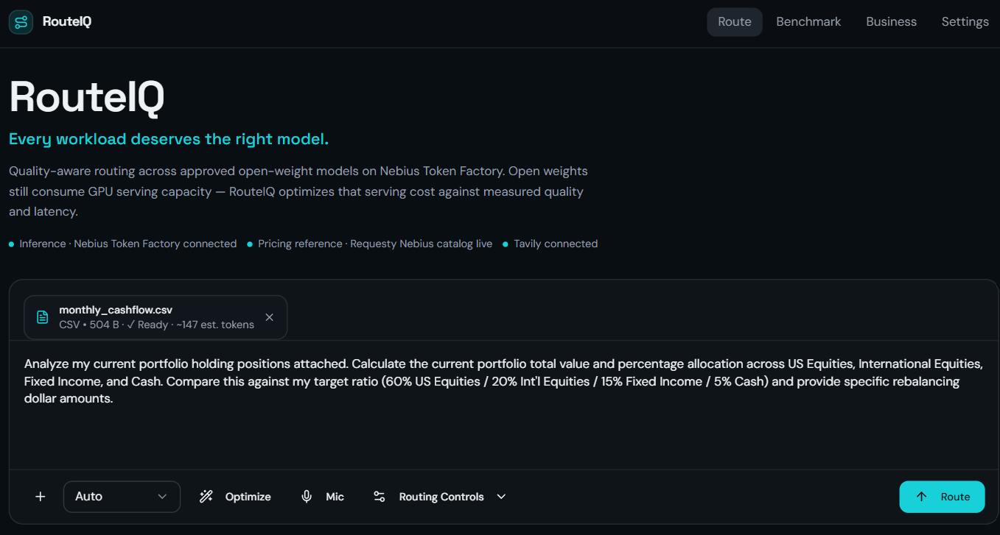 RouteIQ
Route
Benchmark
Business
Settings
RouteIQ
Every workload deserves the right model.
Quality-aware routing across approved open-weight models on Nebius Token Factory. Open weights
still consume GPU serving capacity — RouteIQ optimizes that serving cost against measured quality
and latency.
Inference · Nebius Token Factory connected
Pricing reference · Requesty Nebius catalog live
Tavily connected
monthly_cashflow.csv
CSV • 504 B · ✓ Ready · ~147 est. tokens
Analyze my current portfolio holding positions attached. Calculate the current portfolio total value and percentage allocation across US Equities, International Equities,
Fixed Income, and Cash. Compare this against my target ratio (60% US Equities / 20% Int'l Equities / 15% Fixed Income / 5% Cash) and provide specific rebalancing
dollar amounts.
Auto
Optimize
Mic
Routing Controls
Route